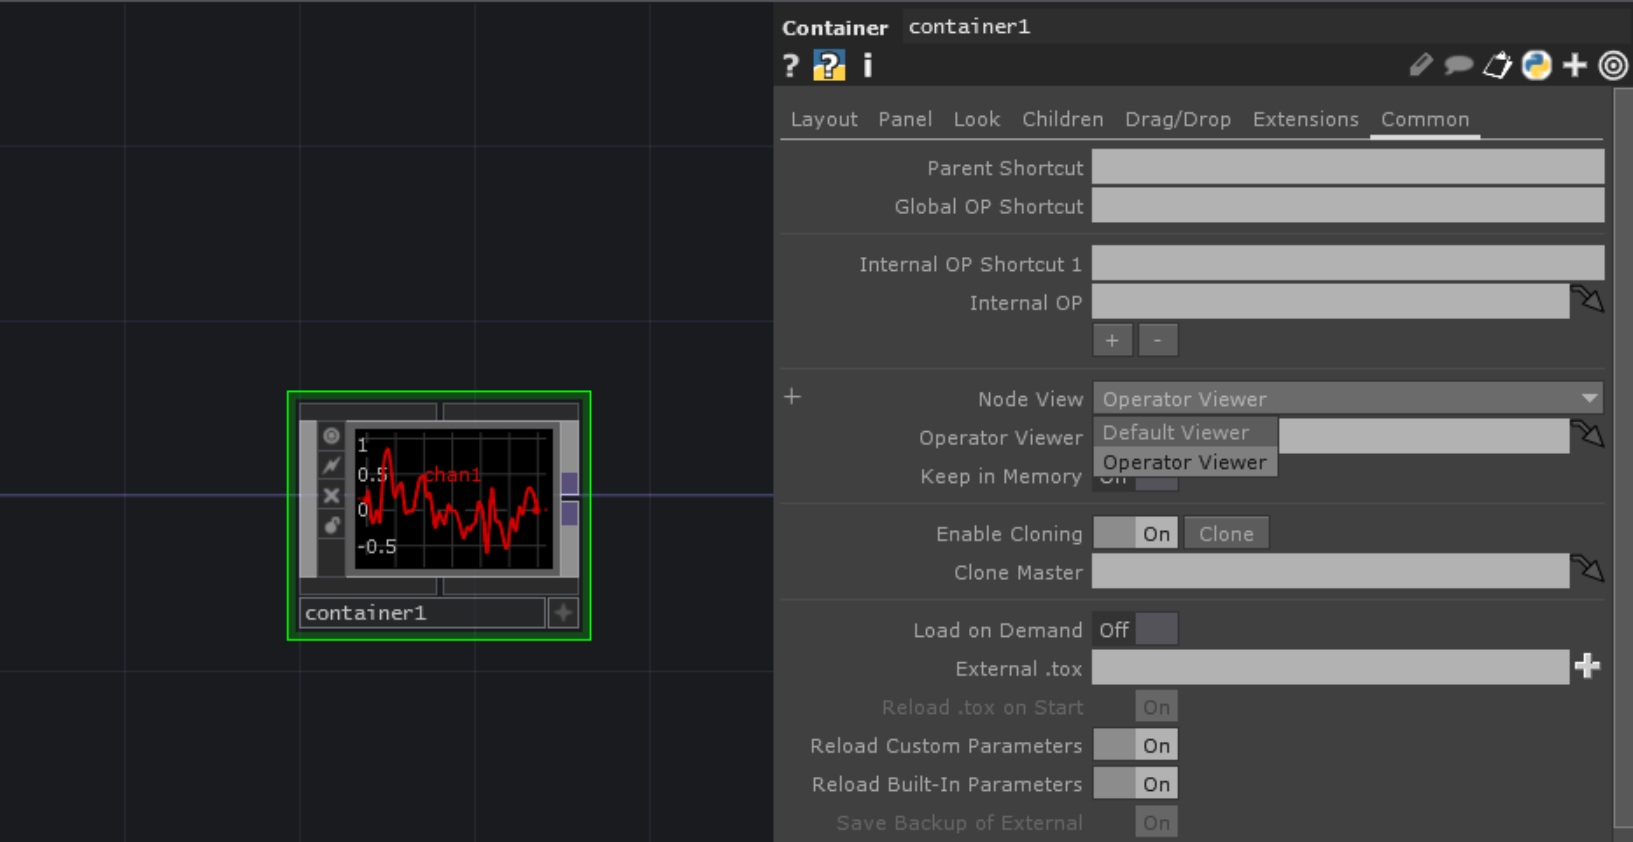 Container container1
? ? i
Layout Panel Look Children Drag/Drop Extensions Common
Parent Shortcut
Global OP Shortcut
Internal OP Shortcut 1
Internal OP
+ -
+ Node View Operator Viewer
Operator Viewer Default Viewer
Operator Viewer
Keep in Memory
Enable Cloning On Clone
Clone Master
Load on Demand Off
External .tox
Reload .tox on Start On
Reload Custom Parameters On
Reload Built-In Parameters On
Save Backup of External On
1
0.5 chan1
0
-0.5
container1